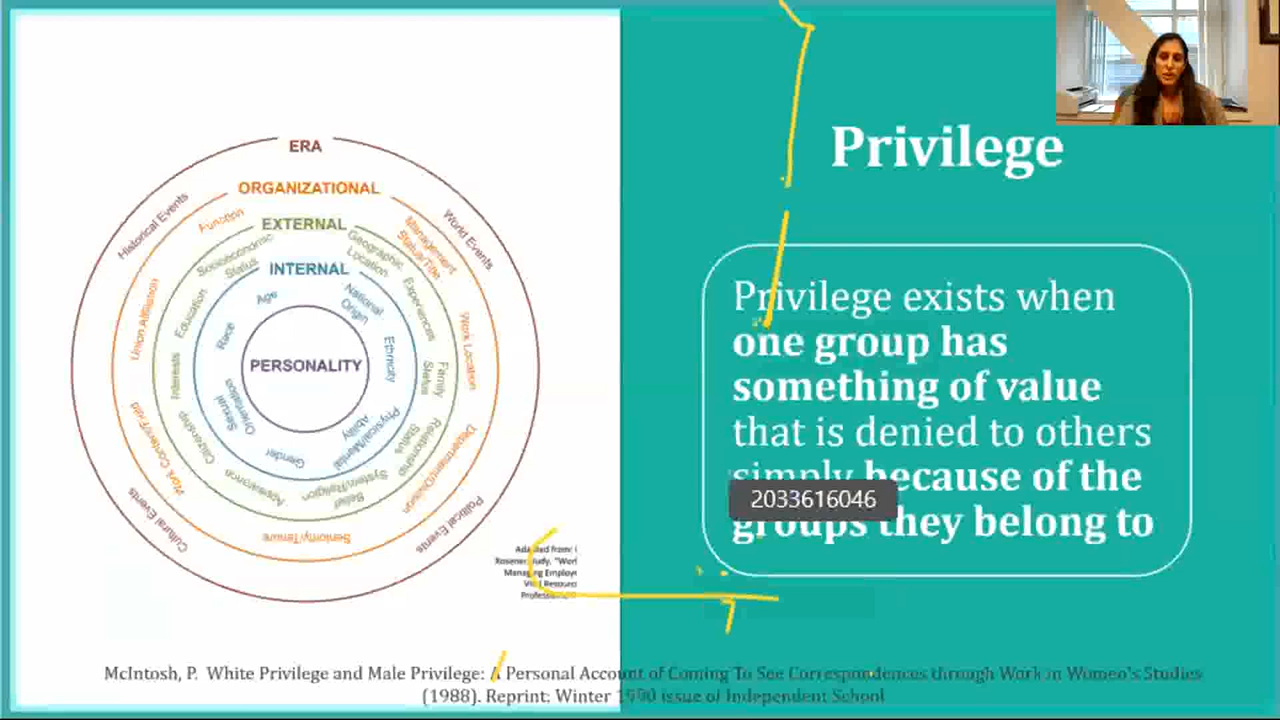 ERA
ORGANIZATIONAL
EXTERNAL
INTERNAL
PERSONALITY
Historical Events
World Events
Political Events
Cultural Events
Function
Management
Status/Title
Work Location
Department/Division
Seniority/Tenure
Work Content/Field
Union Affiliation
Socioeconomic
Status
Geographic
Location
Experiences
Family
Status
Relationship
Status
Belief
System/Religion
Appearance
Citizenship
Interests
Education
Age
National
Origin
Ethnicity
Physical/Mental
Ability
Gender
Sexual
Orientation
Race
Adapted from:
Managing Employ
Privilege
Privilege exists when
one group has
something of value
that is denied to others
simply because of the
2033616046
groups they belong to
McIntosh, P. White Privilege and Male Privilege: A Personal Account of Coming To See Correspondences through Work in Women's Studies
(1988). Reprint: Winter 1990 issue of Independent School